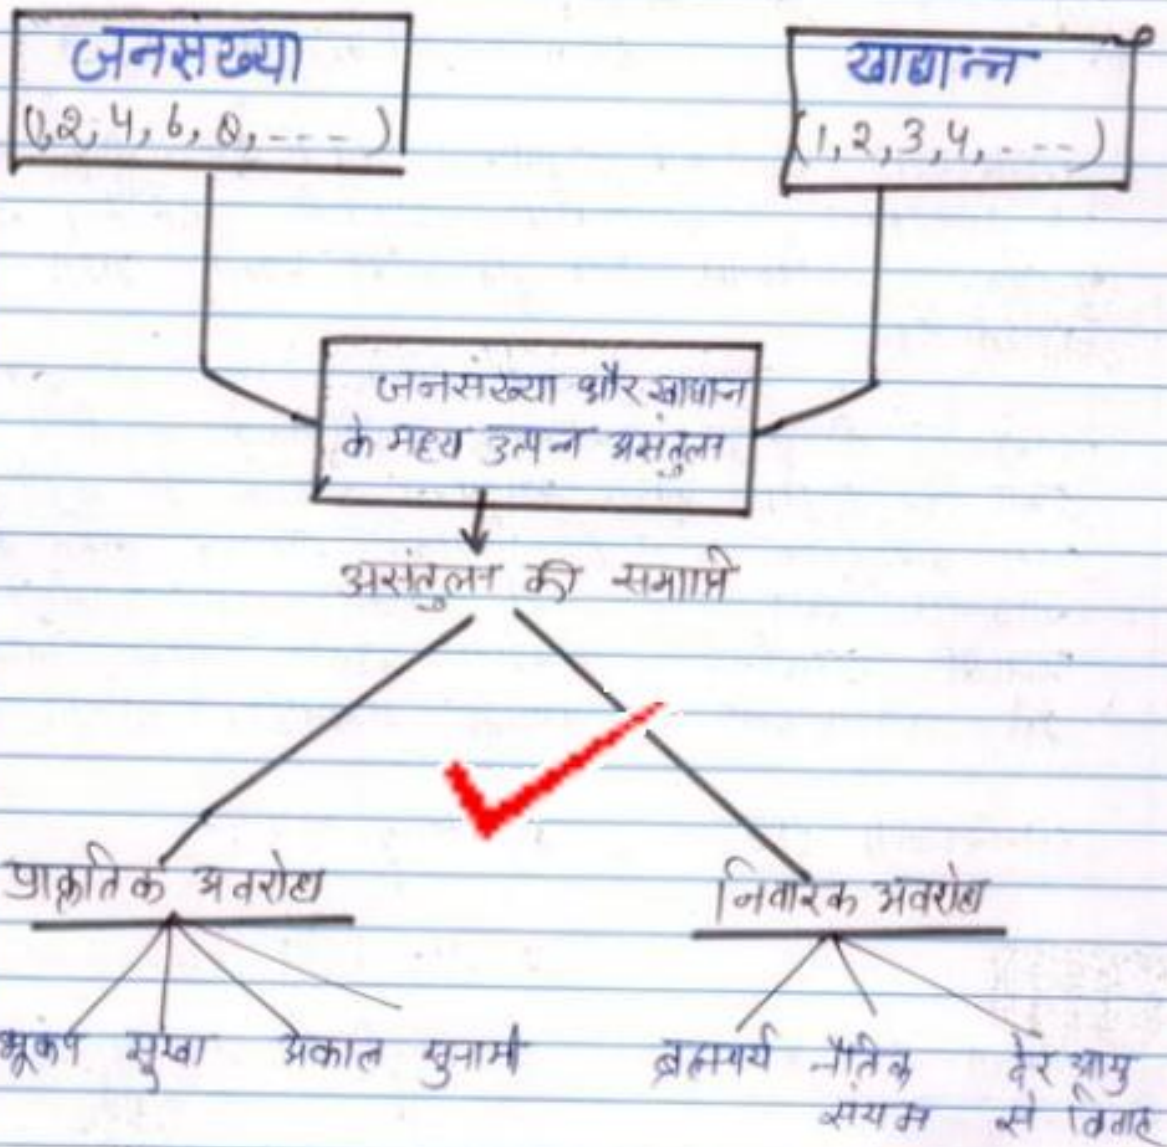 जनसंख्या
(1,2,4,6,8,----)
खाद्यान्न
(1,2,3,4,----)
जनसंख्या और खाद्यान
के मध्य उत्पन्न असंतुलन
असंतुलन की समाप्ति
प्राकृतिक अवरोध
निवारक अवरोध
भूकंप सूखा अकाल सुनामी
ब्रह्मचर्य नैतिक देर आयु
संयम से विवाह